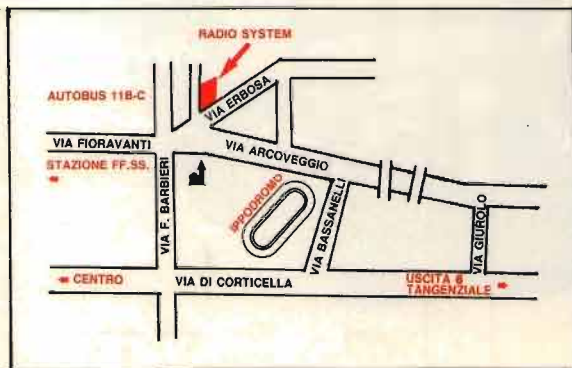 RADIO SYSTEM
AUTOBUS 11B-C
VIA ERBOSA
VIA FIORAVANTI
VIA ARCOVEGGIO
STAZIONE FF.SS.
VIA F. BARBIERI
IPPODROMO
VIA BASSANELLI
VIA GIUROLO
CENTRO
VIA DI CORTICELLA
USCITA 6
TANGENZIALE